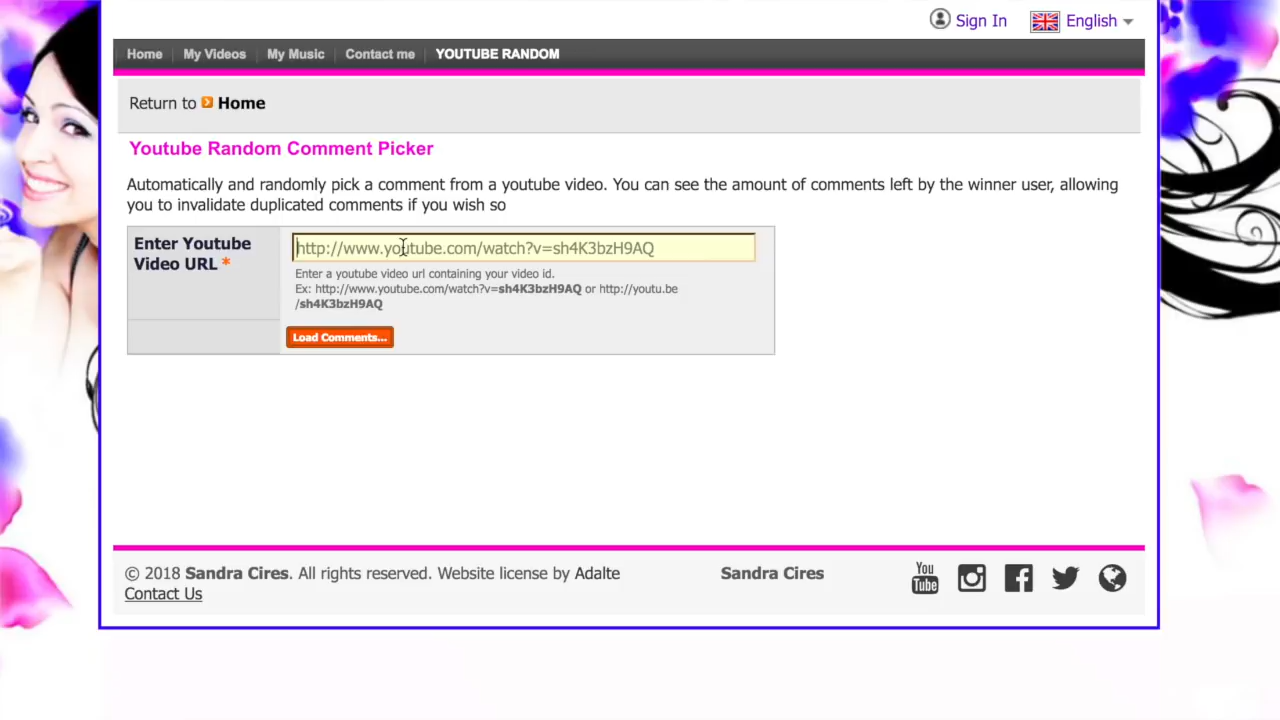 Sign In English
Home My Videos My Music Contact me YOUTUBE RANDOM
Return to Home
Youtube Random Comment Picker
Automatically and randomly pick a comment from a youtube video. You can see the amount of comments left by the winner user, allowing
you to invalidate duplicated comments if you wish so
Enter Youtube
Video URL *
http://www.youtube.com/watch?v=sh4K3bzH9AQ
Enter a youtube video url containing your video id.
Ex: http://www.youtube.com/watch?v=sh4K3bzH9AQ or http://youtu.be
/sh4K3bzH9AQ
Load Comments...
© 2018 Sandra Cires. All rights reserved. Website license by Adalte
Contact Us
Sandra Cires
You
Tube